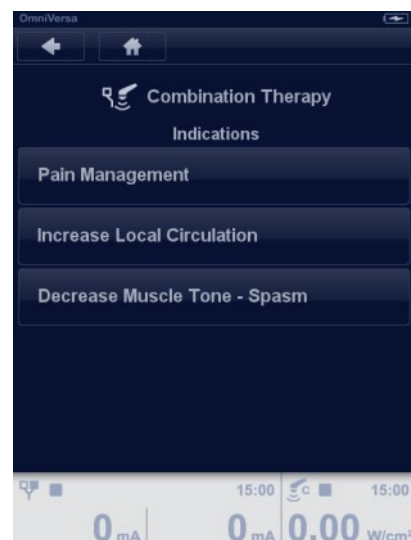 OmniVersa
Combination Therapy
Indications
Pain Management
Increase Local Circulation
Decrease Muscle Tone - Spasm
15:00 C 15:00
0 mA 0 mA 0.00 W/cm²